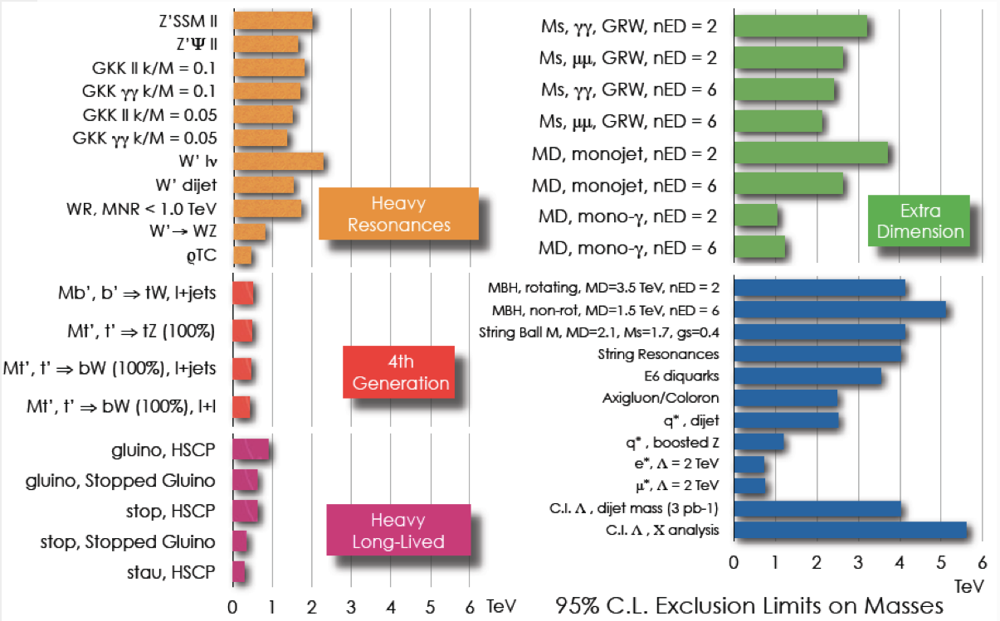 Z'SSM ll
Z'Ψ ll
GKK ll k/M = 0.1
GKK γγ k/M = 0.1
GKK ll k/M = 0.05
GKK γγ k/M = 0.05
W' lν
W' dijet
WR, MNR < 1.0 TeV
W'→ WZ
ϱTC
Heavy
Resonances
Mb', b' ⇒ tW, l+jets
Mt', t' ⇒ tZ (100%)
Mt', t' ⇒ bW (100%), l+jets
Mt', t' ⇒ bW (100%), l+l
4th
Generation
gluino, HSCP
gluino, Stopped Gluino
stop, HSCP
stop, Stopped Gluino
stau, HSCP
Heavy
Long-Lived
0 1 2 3 4 5 6 TeV
Ms, γγ, GRW, nED = 2
Ms, μμ, GRW, nED = 2
Ms, γγ, GRW, nED = 6
Ms, μμ, GRW, nED = 6
MD, monojet, nED = 2
MD, monojet, nED = 6
MD, mono-γ, nED = 2
MD, mono-γ, nED = 6
Extra
Dimension
MBH, rotating, MD=3.5 TeV, nED = 2
MBH, non-rot, MD=1.5 TeV, nED = 6
String Ball M, MD=2.1, Ms=1.7, gs=0.4
String Resonances
E6 diquarks
Axigluon/Coloron
q* , dijet
q* , boosted Z
e*, Λ = 2 TeV
μ*, Λ = 2 TeV
C.I. Λ , dijet mass (3 pb-1)
C.I. Λ , X analysis
0 1 2 3 4 5 6
TeV
95% C.L. Exclusion Limits on Masses